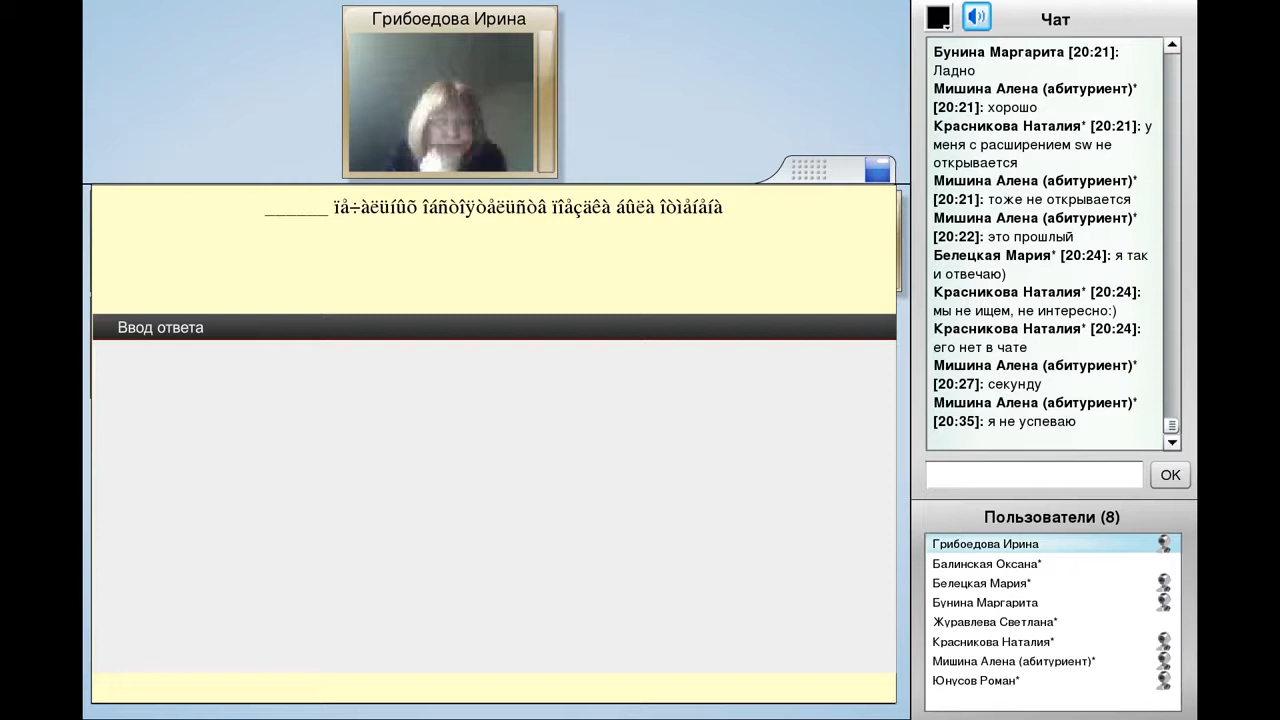 Грибоедова Ирина
______ ïå÷àëüíûõ îáñòîÿòåëüñòâ ïîåçäêà áûëà îòìåíåíà
Ввод ответа
Чат
Бунина Маргарита [20:21]:
Ладно
Мишина Алена (абитуриент)*
[20:21]: хорошо
Красникова Наталия* [20:21]: у
меня с расширением sw не
открывается
Мишина Алена (абитуриент)*
[20:21]: тоже не открывается
Мишина Алена (абитуриент)*
[20:22]: это прошлый
Белецкая Мария* [20:24]: я так
и отвечаю)
Красникова Наталия* [20:24]:
мы не ищем, не интересно:)
Красникова Наталия* [20:24]:
его нет в чате
Мишина Алена (абитуриент)*
[20:27]: секунду
Мишина Алена (абитуриент)*
[20:35]: я не успеваю
OK
Пользователи (8)
Грибоедова Ирина
Балинская Оксана*
Белецкая Мария*
Бунина Маргарита
Журавлева Светлана*
Красникова Наталия*
Мишина Алена (абитуриент)*
Юнусов Роман*